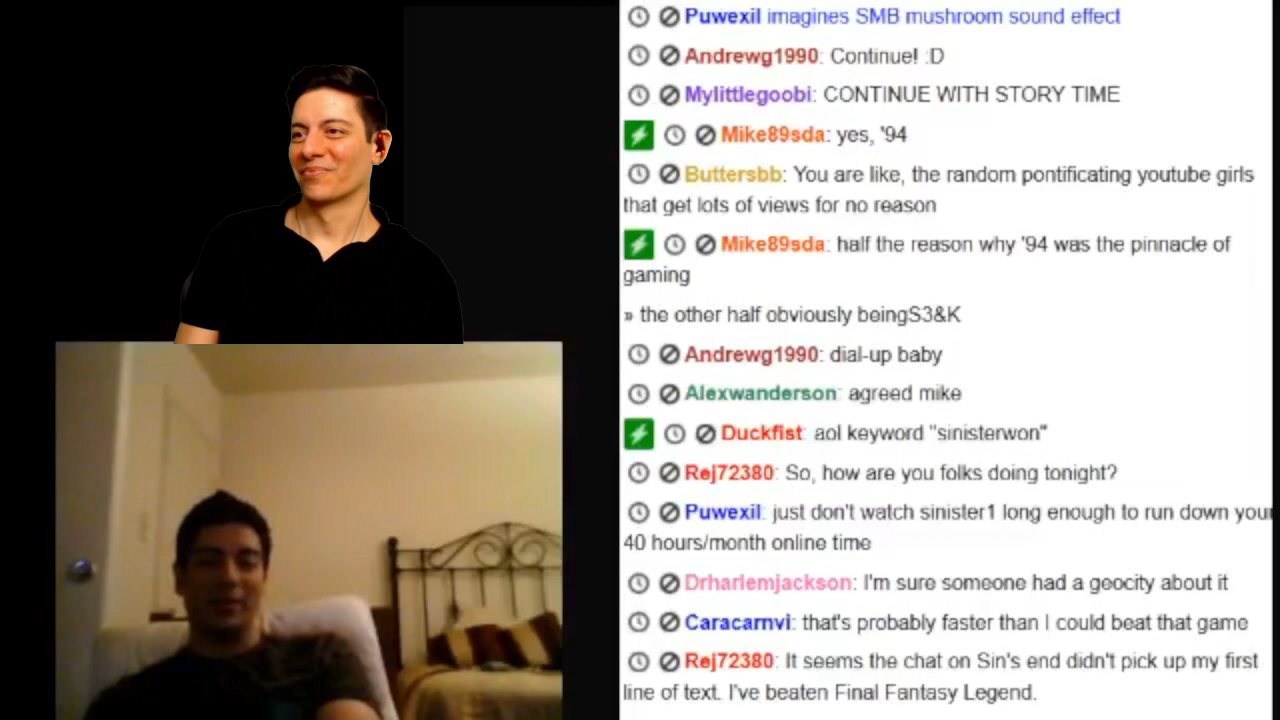 Puwexil imagines SMB mushroom sound effect
Andrewg1990: Continue! :D
Mylittlegoobi: CONTINUE WITH STORY TIME
Mike89sda: yes, '94
Buttersbb: You are like, the random pontificating youtube girls
that get lots of views for no reason
Mike89sda: half the reason why '94 was the pinnacle of
gaming
» the other half obviously beingS3&K
Andrewg1990: dial-up baby
Alexwanderson: agreed mike
Duckfist: aol keyword "sinisterwon"
Rej72380: So, how are you folks doing tonight?
Puwexil: just don't watch sinister1 long enough to run down your
40 hours/month online time
Drharlemjackson: I'm sure someone had a geocity about it
Caracarnvi: that's probably faster than I could beat that game
Rej72380: It seems the chat on Sin's end didn't pick up my first
line of text. I've beaten Final Fantasy Legend.